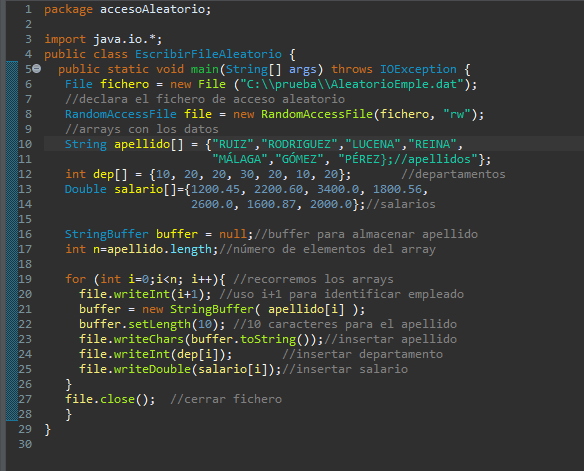 1 package accesoAleatorio;
2
3 import java.io.*;
4 public class EscribirFileAleatorio {
5 public static void main(String[] args) throws IOException {
6 File fichero = new File ("C:\\prueba\\AleatorioEmple.dat");
7 //declara el fichero de acceso aleatorio
8 RandomAccessFile file = new RandomAccessFile(fichero, "rw");
9 //arrays con los datos
10 String apellido[] = {"RUIZ","RODRIGUEZ","LUCENA","REINA",
11 "MÁLAGA","GÓMEZ", "PÉREZ};//apellidos"};
12 int dep[] = {10, 20, 20, 30, 20, 10, 20}; //departamentos
13 Double salario[]={1200.45, 2200.60, 3400.0, 1800.56,
14 2600.0, 1600.87, 2000.0};//salarios
15
16 StringBuffer buffer = null;//buffer para almacenar apellido
17 int n=apellido.length;//número de elementos del array
18
19 for (int i=0;i<n; i++){ //recorremos los arrays
20 file.writeInt(i+1); //uso i+1 para identificar empleado
21 buffer = new StringBuffer( apellido[i] );
22 buffer.setLength(10); //10 caracteres para el apellido
23 file.writeChars(buffer.toString());//insertar apellido
24 file.writeInt(dep[i]); //insertar departamento
25 file.writeDouble(salario[i]);//insertar salario
26 }
27 file.close(); //cerrar fichero
28 }
29 }
30